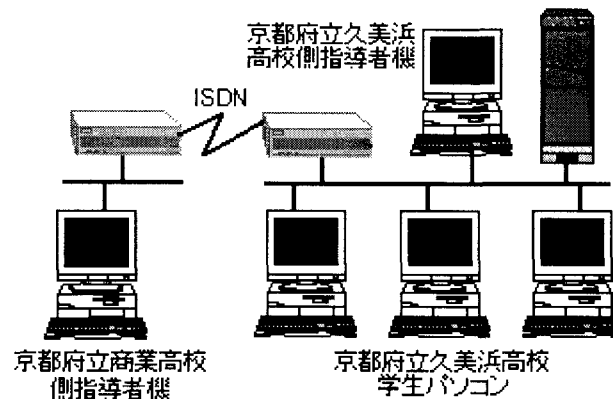 京都府立久美浜
高校側指導者機
ISDN
京都府立商業高校
側指導者機
京都府立久美浜高校
学生パソコン